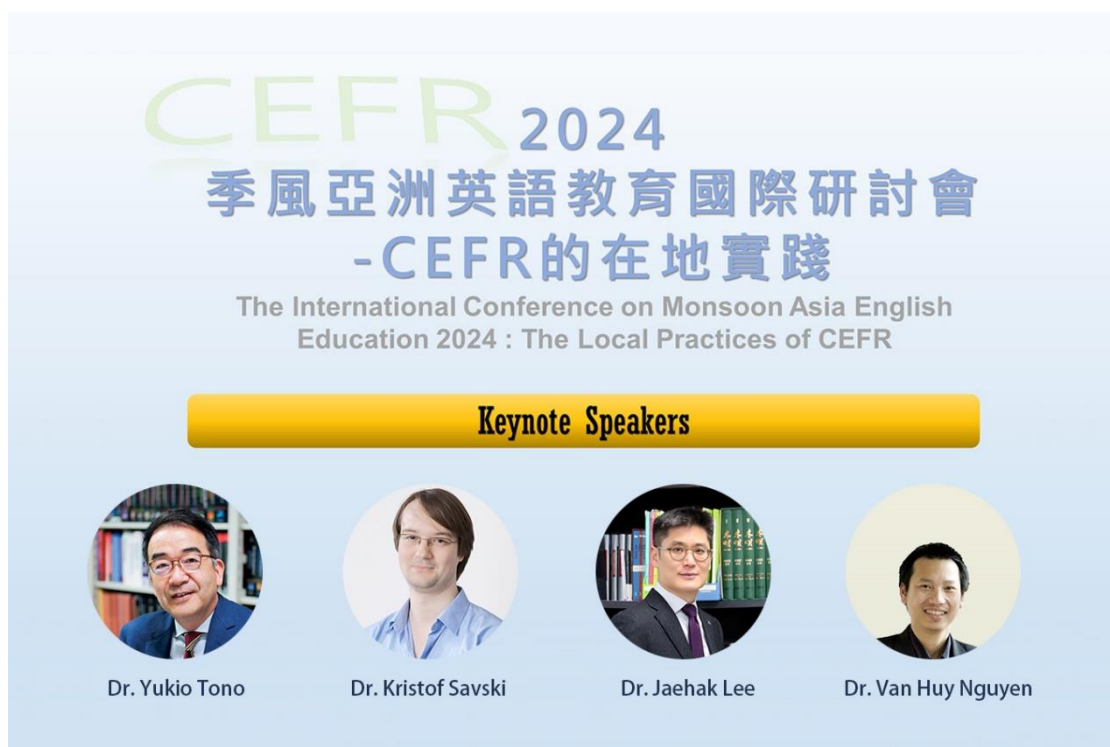 CEFR 2024
季風亞洲英語教育國際研討會
-CEFR的在地實踐
The International Conference on Monsoon Asia English
Education 2024 : The Local Practices of CEFR
Keynote Speakers
Dr. Yukio Tono
Dr. Kristof Savski
Dr. Jaehak Lee
Dr. Van Huy Nguyen